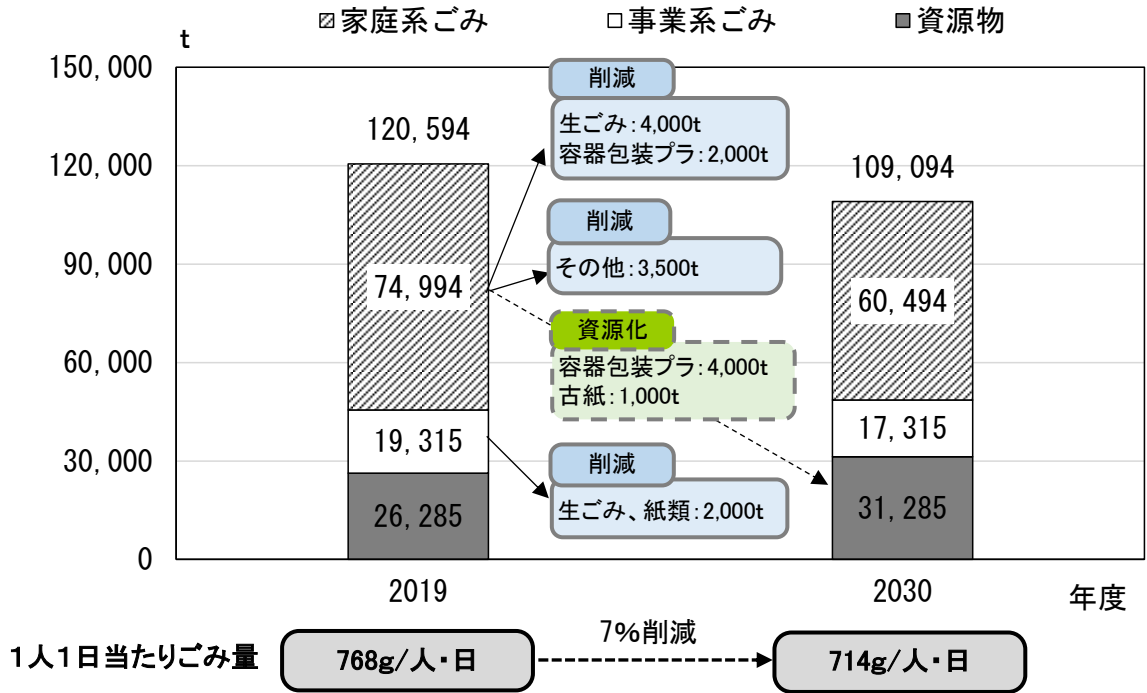 家庭系ごみ 事業系ごみ 資源物
t
150,000
120,000
90,000
60,000
30,000
0
120,594
74,994
19,315
26,285
削減
生ごみ:4,000t
容器包装プラ:2,000t
削減
その他:3,500t
資源化
容器包装プラ:4,000t
古紙:1,000t
削減
生ごみ、紙類:2,000t
109,094
60,494
17,315
31,285
2019 2030 年度
1人1日当たりごみ量 768g/人・日 7%削減 714g/人・日